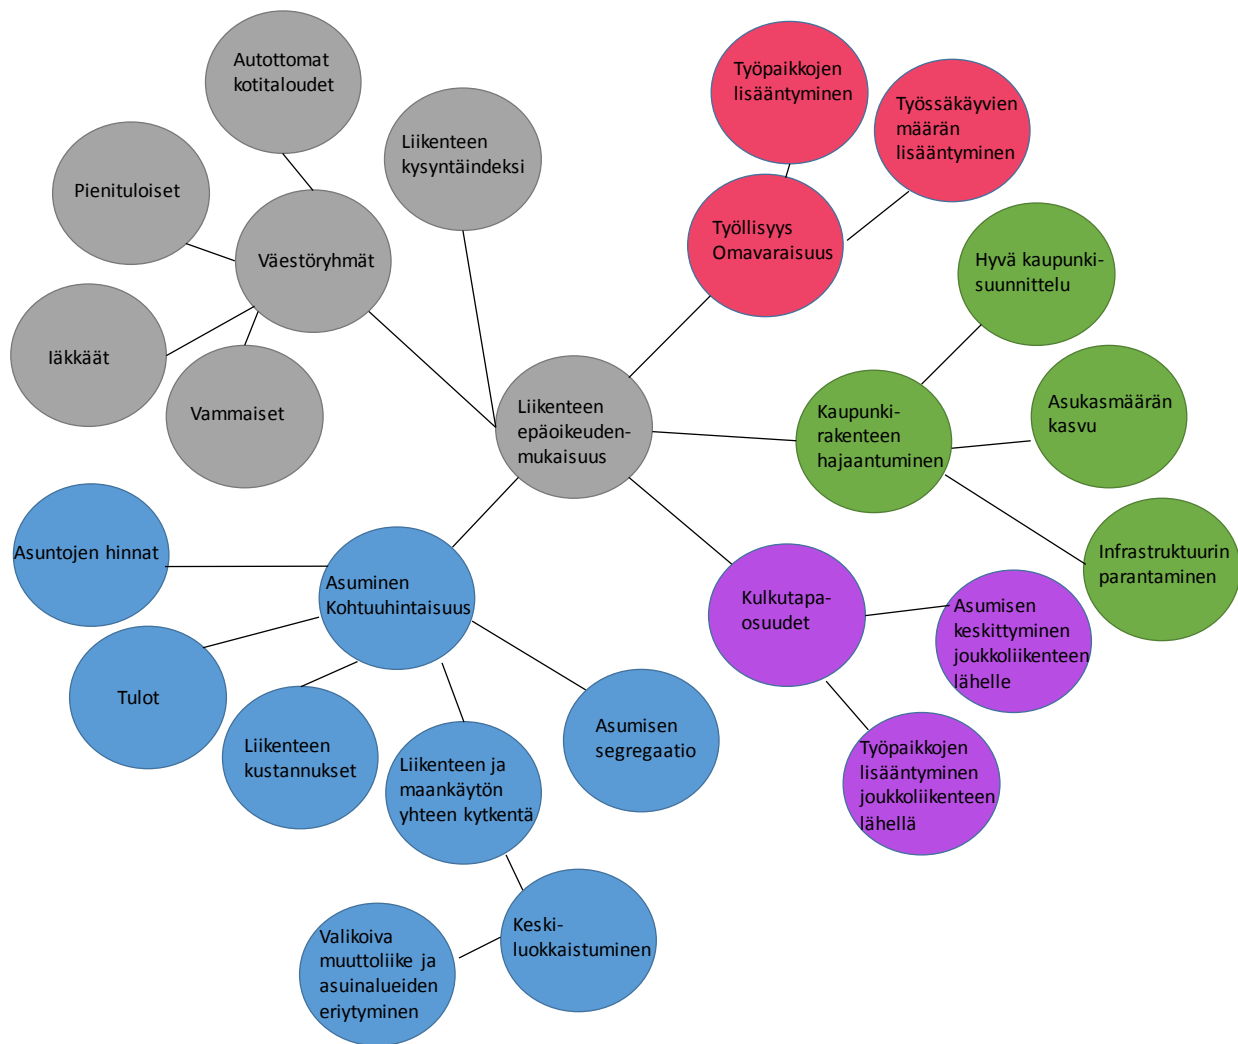 Autottomat
kotitaloudet
Työpaikkojen
lisääntyminen
Työssäkäyvien
määrän
lisääntyminen
Liikenteen
kysyntäindeksi
Pienituloiset
Väestöryhmät
Työllisyys
Omavaraisuus
Hyvä kaupunki-
suunnittelu
Iäkkäät
Vammaiset
Liikenteen
epäoikeuden-
mukaisuus
Kaupunki-
rakenteen
hajaantuminen
Asukasmäärän
kasvu
Asuntojen hinnat
Asuminen
Kohtuuhintaisuus
Kulkutapa-
osuudet
Infrastruktuurin
parantaminen
Asumisen
keskittyminen
joukkoliikenteen
lähelle
Tulot
Liikenteen
kustannukset
Liikenteen ja
maankäytön
yhteen kytkentä
Asumisen
segregaatio
Työpaikkojen
lisääntyminen
joukkoliikenteen
lähellä
Keski-
luokkaistuminen
Valikoiva
muuttoliike ja
asuinalueiden
eriytyminen